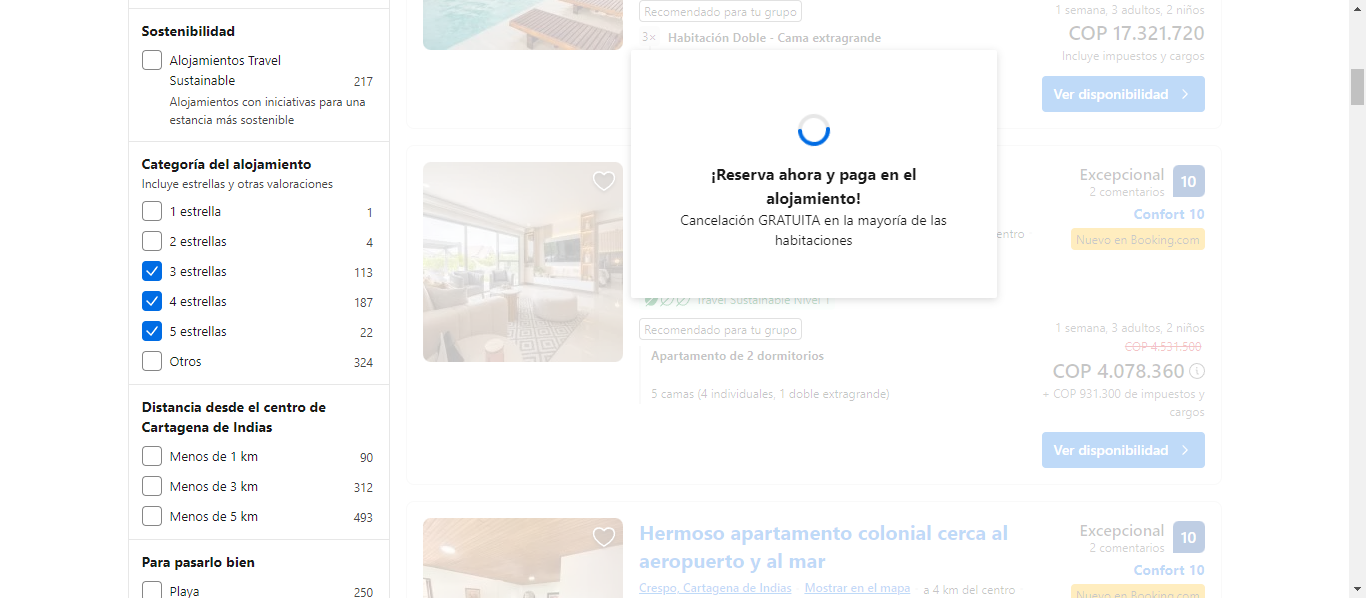 Sostenibilidad
Alojamientos Travel
Sustainable 217
Alojamientos con iniciativas para una
estancia más sostenible
Categoría del alojamiento
Incluye estrellas y otras valoraciones
1 estrella 1
2 estrellas 4
3 estrellas 113
4 estrellas 187
5 estrellas 22
Otros 324
Distancia desde el centro de
Cartagena de Indias
Menos de 1 km 90
Menos de 3 km 312
Menos de 5 km 493
Para pasarlo bien
Playa 250
Recomendado para tu grupo
3× Habitación Doble - Cama extragrande
1 semana, 3 adultos, 2 niños
COP 17.321.720
Incluye impuestos y cargos
Ver disponibilidad
¡Reserva ahora y paga en el
alojamiento!
Cancelación GRATUITA en la mayoría de las
habitaciones
Excepcional 10
2 comentarios
Confort 10
entro
Nuevo en Booking.com
Travel Sustainable Nivel 1
Recomendado para tu grupo
Apartamento de 2 dormitorios
5 camas (4 individuales, 1 doble extragrande)
1 semana, 3 adultos, 2 niños
COP 4.531.500
COP 4.078.360
+ COP 931.300 de impuestos y
cargos
Ver disponibilidad
Hermoso apartamento colonial cerca al
aeropuerto y al mar
Crespo, Cartagena de Indias Mostrar en el mapa a 4 km del centro
Excepcional 10
2 comentarios
Confort 10
Nuevo en Booking.com